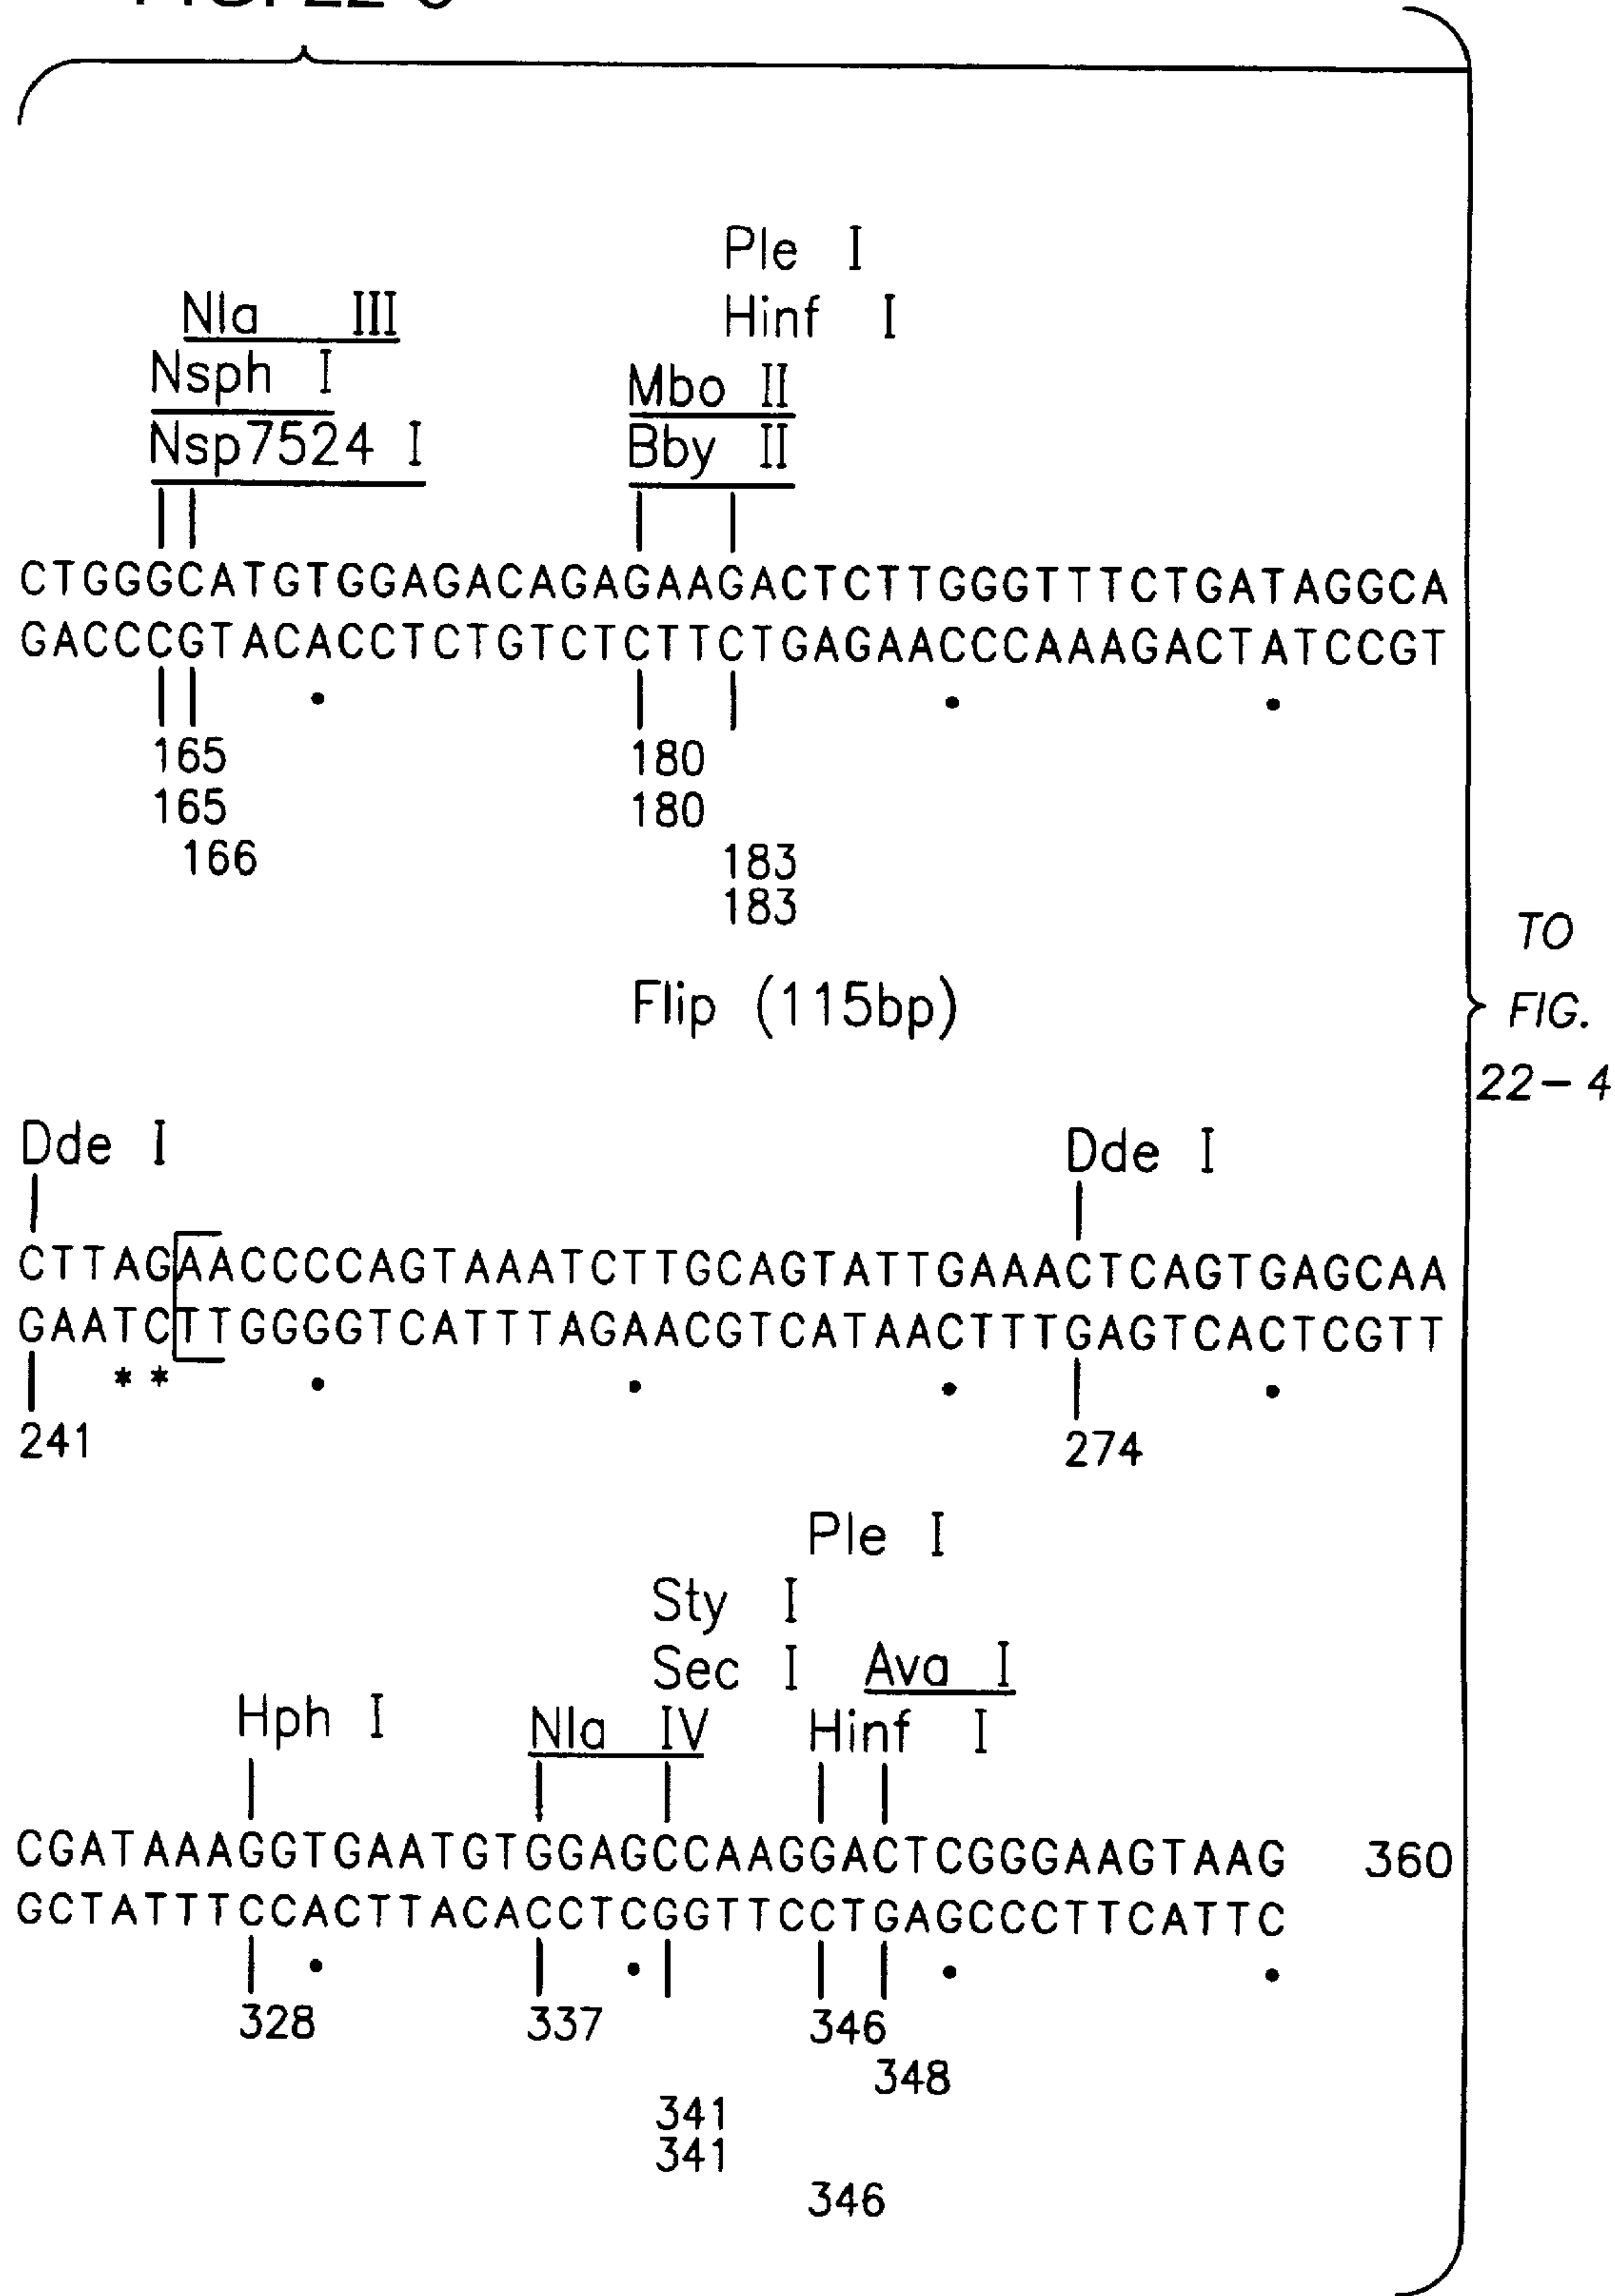 Ple I
Nla III Hinf I
Nsph I Mbo II
Nsp7524 I Bby II
CTGGGCATGTGGAGACAGAGAAGACTCTTGGGTTTCTGATAGGCA
GACCCGTACACCTCTGTCTCTTCTGAGAACCCAAAGACTATCCGT
165 180
165 180
166 183
183
Flip (115bp)
TO
FIG.
22-4
Dde I Dde I
CTTAGAACCCCAGTAAATCTTGCAGTATTGAAACTCAGTGAGCAA
GAATCTTGGGGTCATTTAGAACGTCATAACTTTGAGTCACTCGTT
* *
241 274
Ple I
Sty I
Sec I Ava I
Hph I Nla IV Hinf I
CGATAAAGGTGAATGTGGAGCCAAGGACTCGGGAAGTAAG 360
GCTATTTCCACTTACACCTCGGTTCCTGAGCCCTTCATTC
328 337 346
348
341
341
346